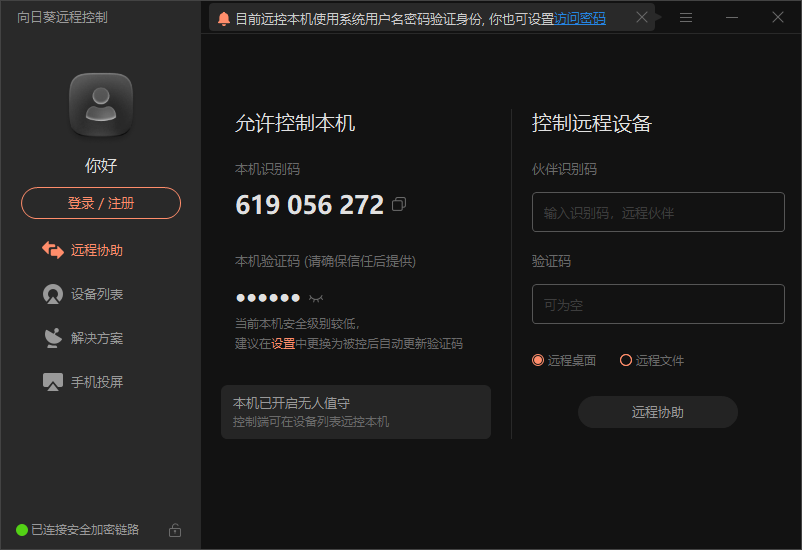 向日葵远程控制
目前远控本机使用系统用户名密码验证身份, 你也可设置访问密码
你好
登录 / 注册
远程协助
设备列表
解决方案
手机投屏
已连接安全加密链路
允许控制本机
本机识别码
619 056 272
本机验证码 (请确保信任后提供)
●●●●●●
当前本机安全级别较低，
建议在设置中更换为被控后自动更新验证码
本机已开启无人值守
控制端可在设备列表远控本机
控制远程设备
伙伴识别码
输入识别码，远程伙伴
验证码
可为空
远程桌面 远程文件
远程协助